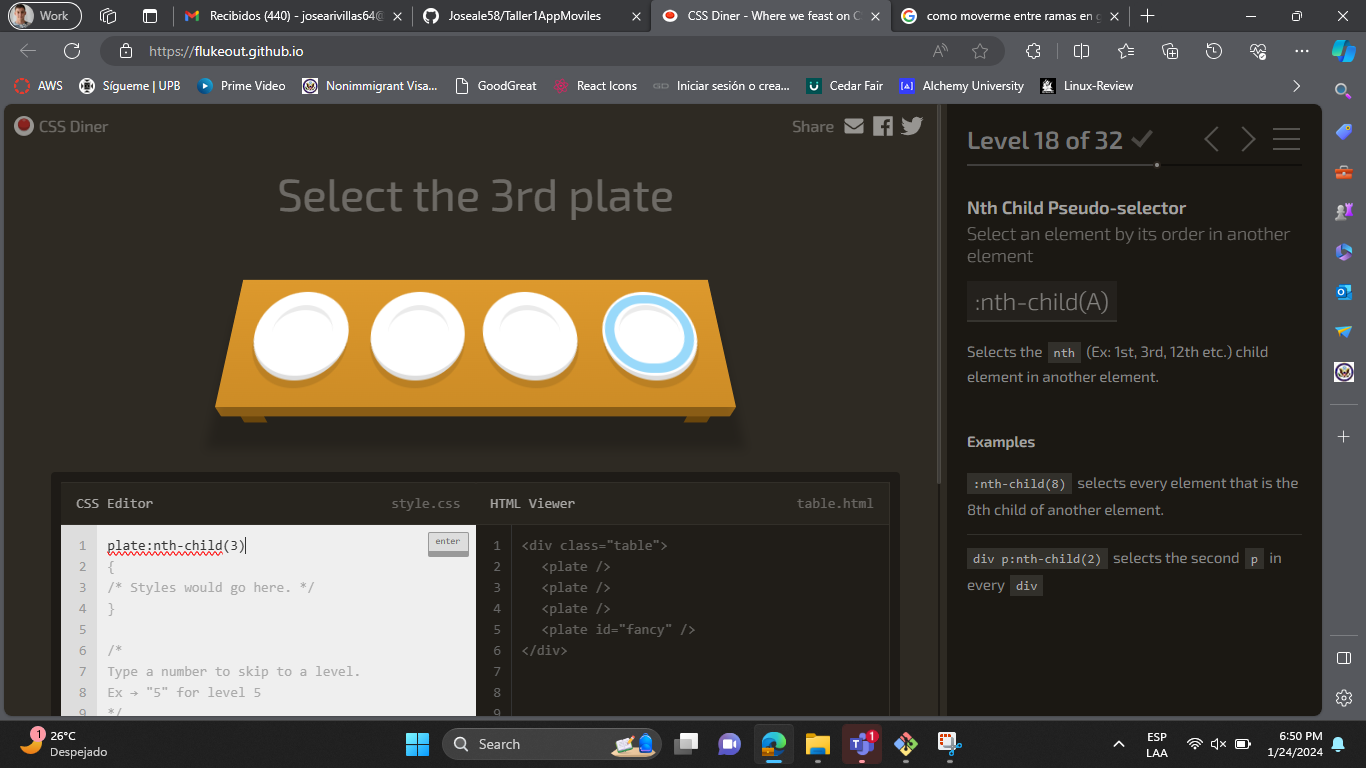 Work
Recibidos (440) - josearivillas64@
Joseale58/Taller1AppMoviles
CSS Diner - Where we feast on C
como moverme entre ramas en g
https://flukeout.github.io
AWS
Sígueme | UPB
Prime Video
Nonimmigrant Visa...
GoodGreat
React Icons
Iniciar sesión o crea...
Cedar Fair
Alchemy University
Linux-Review
CSS Diner
Share
Select the 3rd plate
CSS Editor
style.css
HTML Viewer
table.html
1 plate:nth-child(3)
enter
2 {
3 /* Styles would go here. */
4 }
5
6 /*
7 Type a number to skip to a level.
8 Ex → "5" for level 5
9 */
1 <div class="table">
2 <plate />
3 <plate />
4 <plate />
5 <plate id="fancy" />
6 </div>
7
8
9
Level 18 of 32
Nth Child Pseudo-selector
Select an element by its order in another
element
:nth-child(A)
Selects the nth (Ex: 1st, 3rd, 12th etc.) child
element in another element.
Examples
:nth-child(8) selects every element that is the
8th child of another element.
div p:nth-child(2) selects the second p in
every div
1
26°C
Despejado
Search
1
ESP
LAA
6:50 PM
1/24/2024